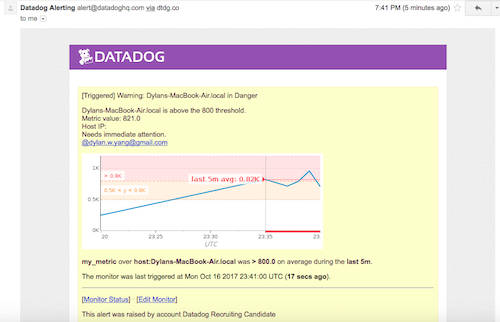 Datadog Alerting alert@datadoghq.com via dtdg.co
7:41 PM (5 minutes ago)
to me
DATADOG
[Triggered] Warning: Dylans-MacBook-Air.local in Danger
Dylans-MacBook-Air.local is above the 800 threshold.
Metric value: 821.0
Host IP:
Needs immediate attention.
@dylan.w.yang@gmail.com
1K
> 0.8K
last 5m avg: 0.82K
0.5K < y < 0.8K
0.5K
0K
20
23:25
23:30
23:35
23:
UTC
my_metric over host:Dylans-MacBook-Air.local was > 800.0 on average during the last 5m.
The monitor was last triggered at Mon Oct 16 2017 23:41:00 UTC (17 secs ago).
[Monitor Status] · [Edit Monitor]
This alert was raised by account Datadog Recruiting Candidate